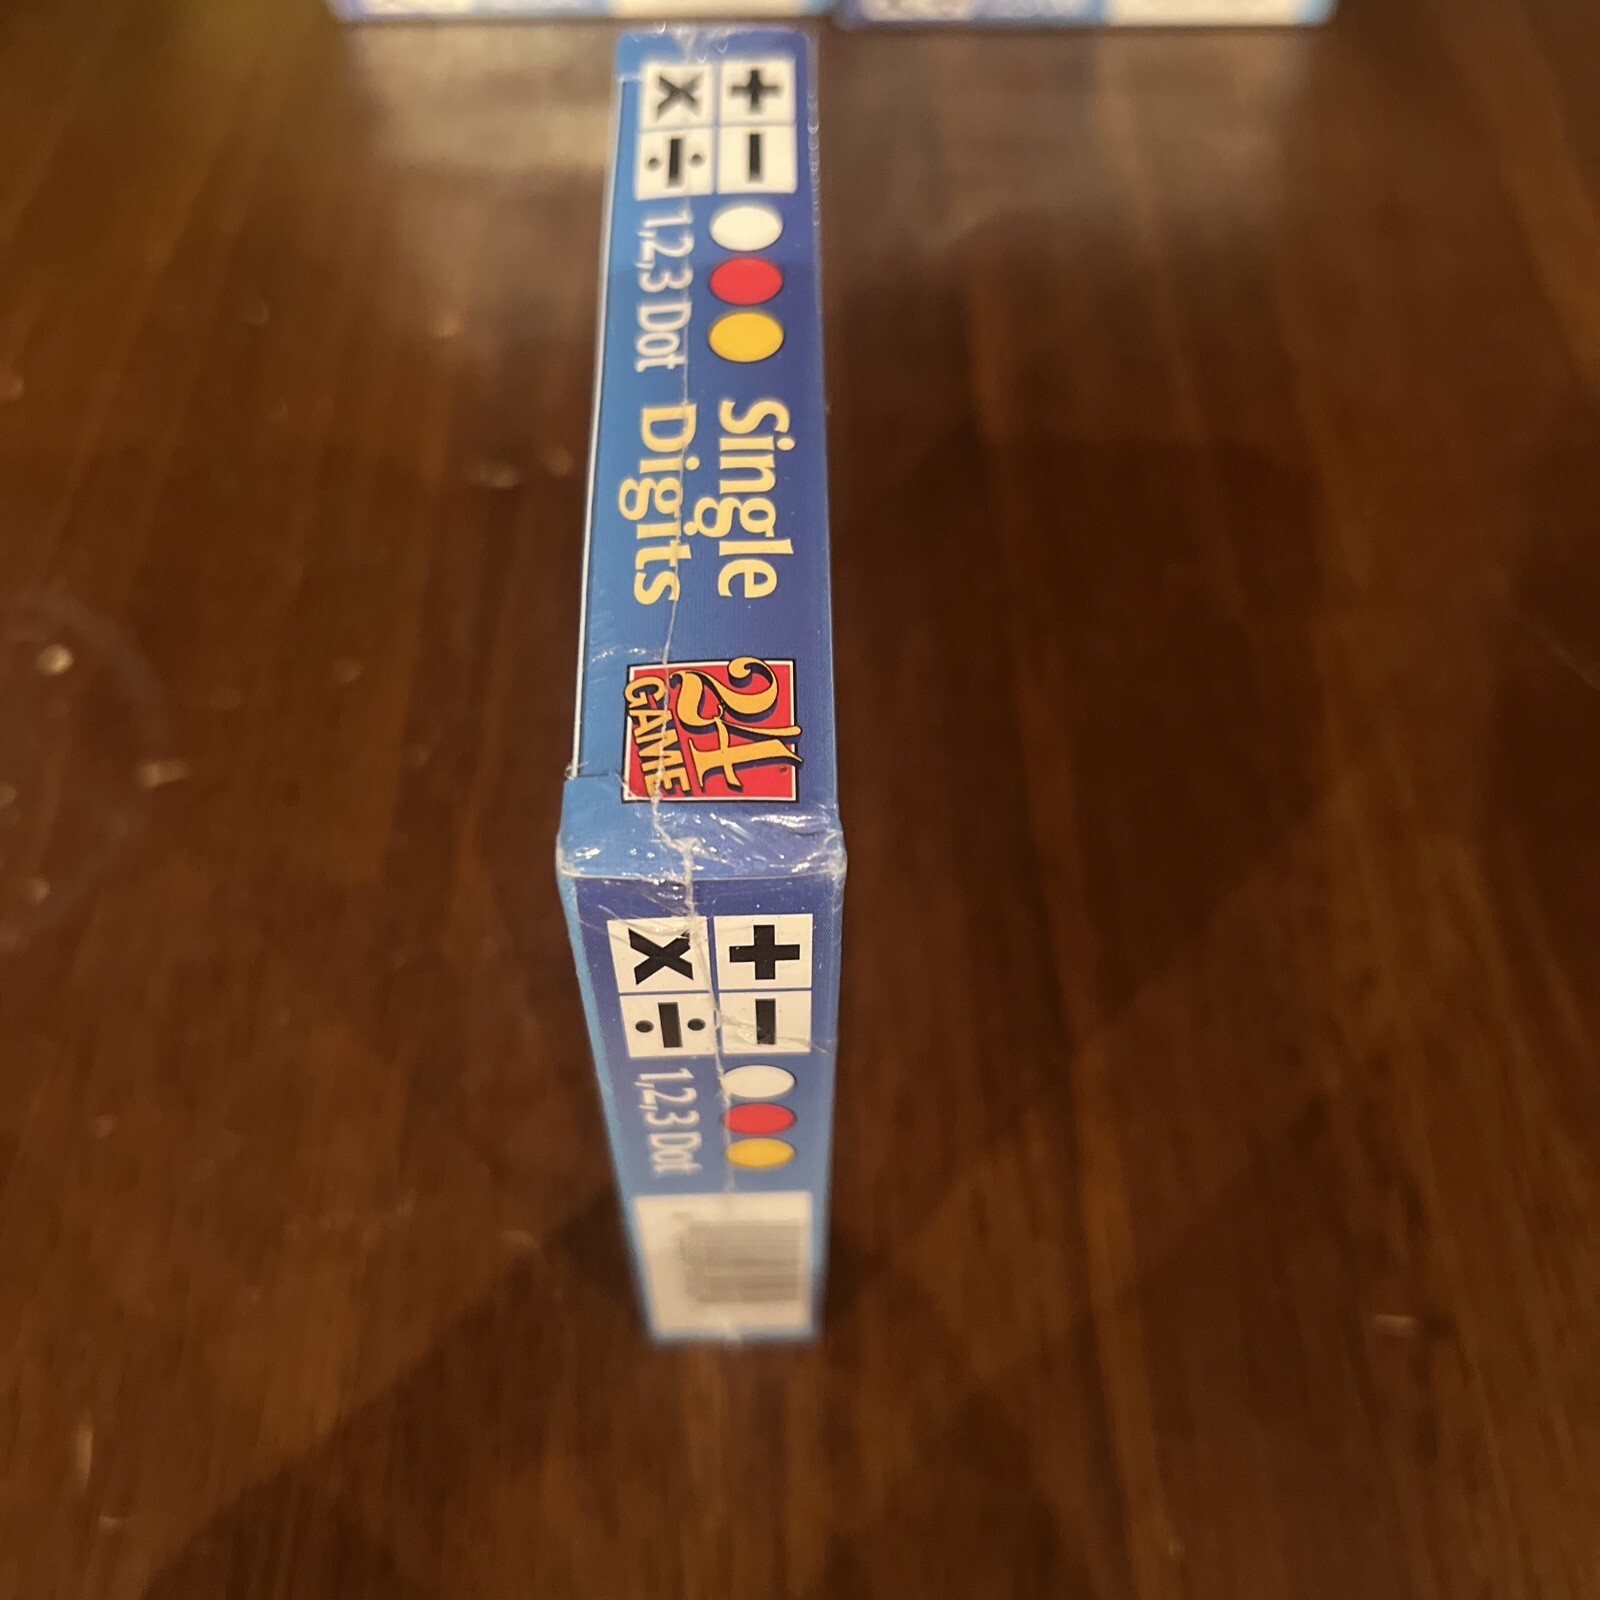 + -
x ÷
1,2,3 Dot
Single
Digits
24
GAME
+ -
x ÷
1,2,3 Dot